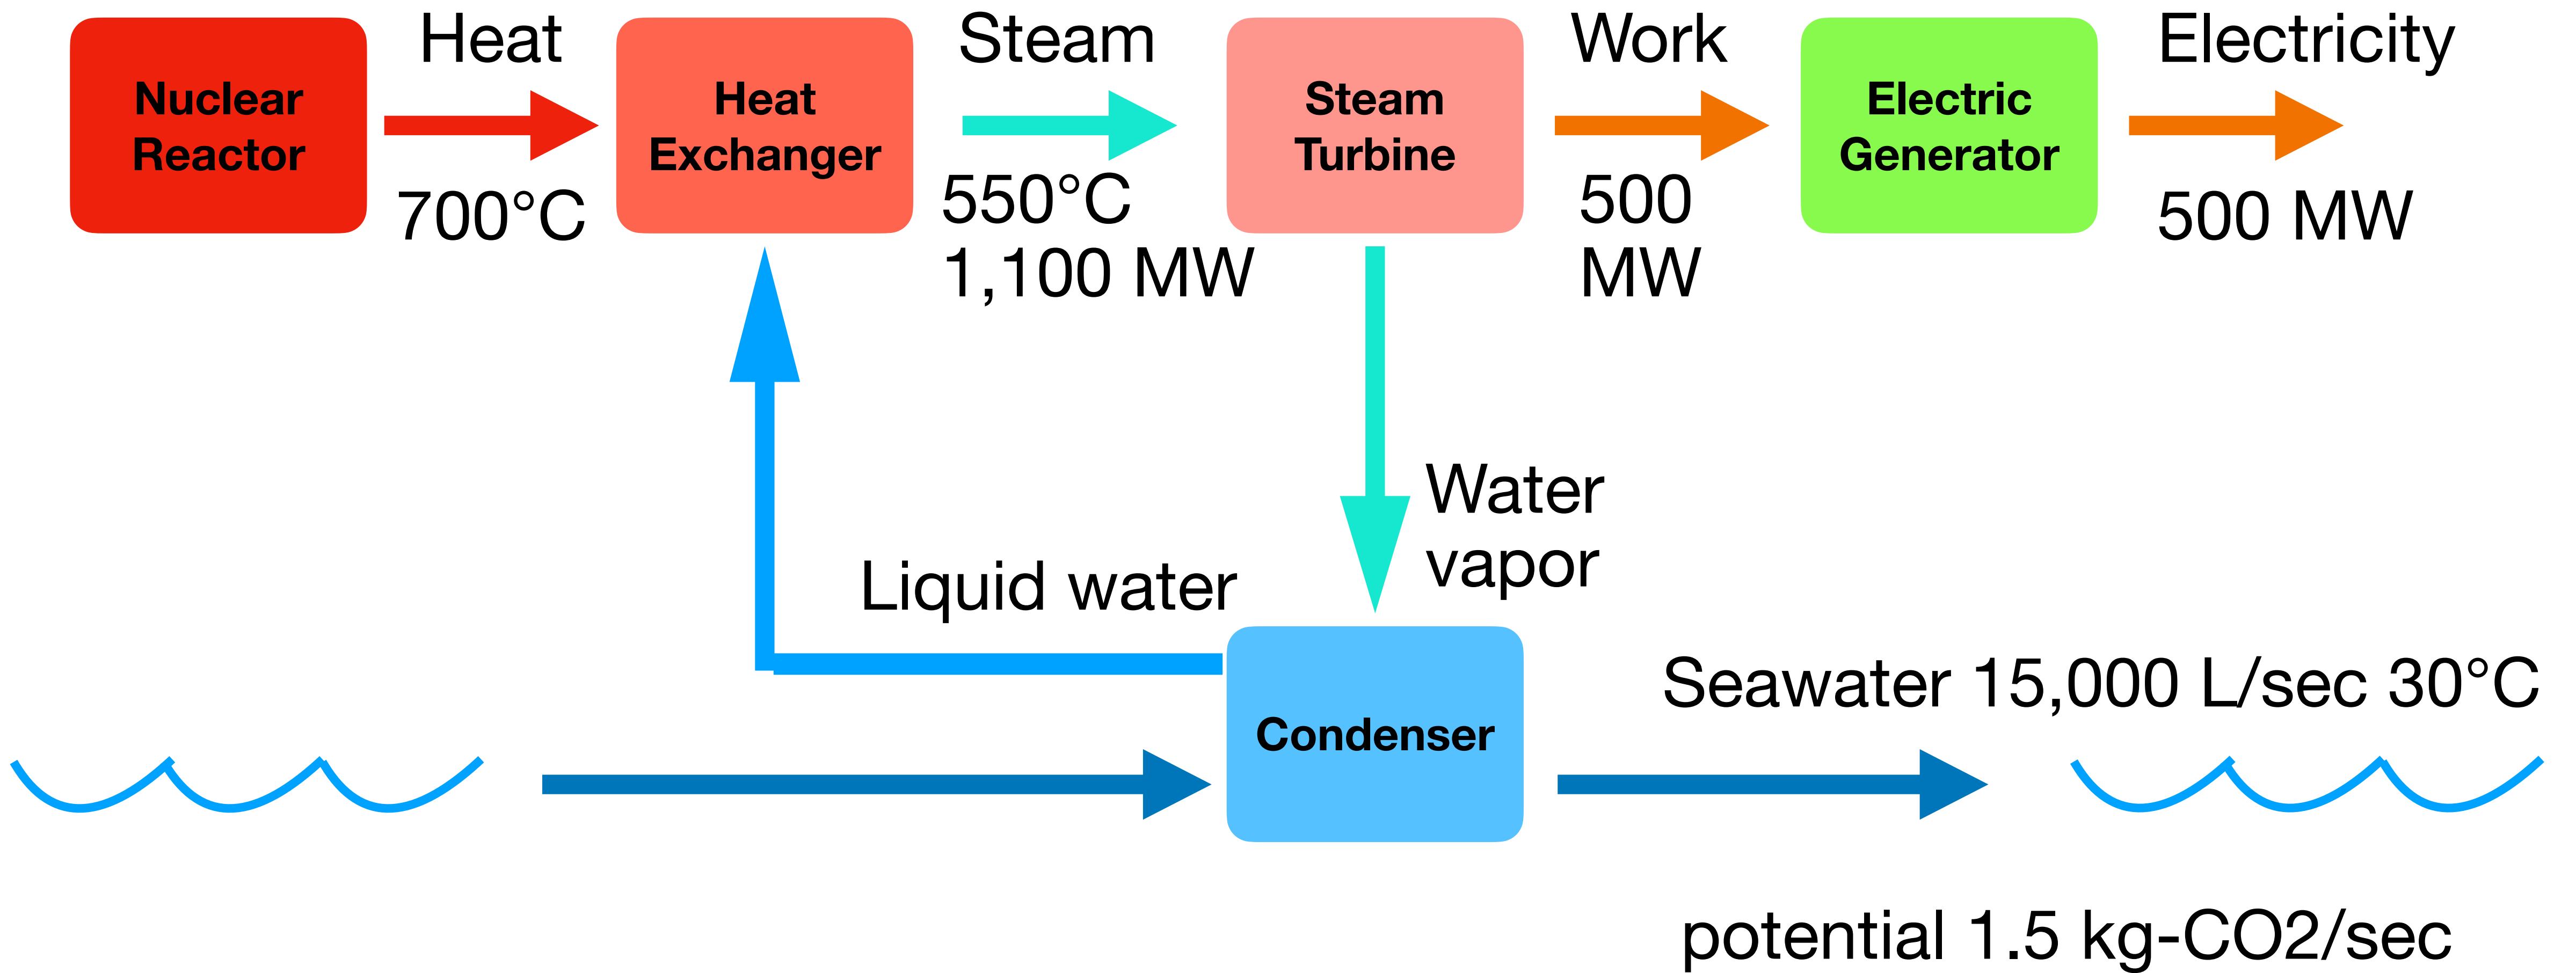 Nuclear
Reactor
Heat
700°C
Heat
Exchanger
Steam
550°C
1,100 MW
Steam
Turbine
Work
500
MW
Electric
Generator
Electricity
500 MW
Water
vapor
Liquid water
Condenser
Seawater 15,000 L/sec 30°C
potential 1.5 kg-CO2/sec